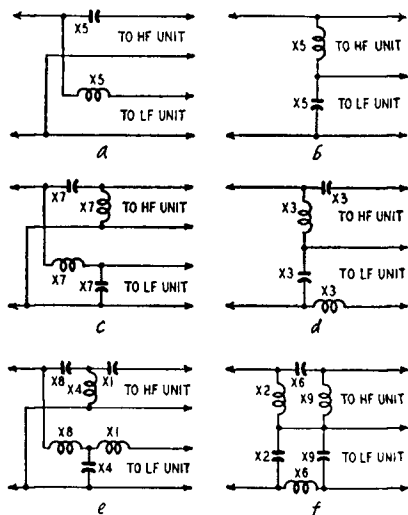 X5
TO HF UNIT
X5
TO LF UNIT
a
X5
TO HF UNIT
X5
TO LF UNIT
b
X7
X7
TO HF UNIT
X7
X7
TO LF UNIT
c
X3
X3
TO HF UNIT
X3
TO LF UNIT
X3
d
X8
X1
X4
TO HF UNIT
X8
X1
X4
TO LF UNIT
e
X6
X2
X9
TO HF UNIT
X2
X9
TO LF UNIT
X6
f